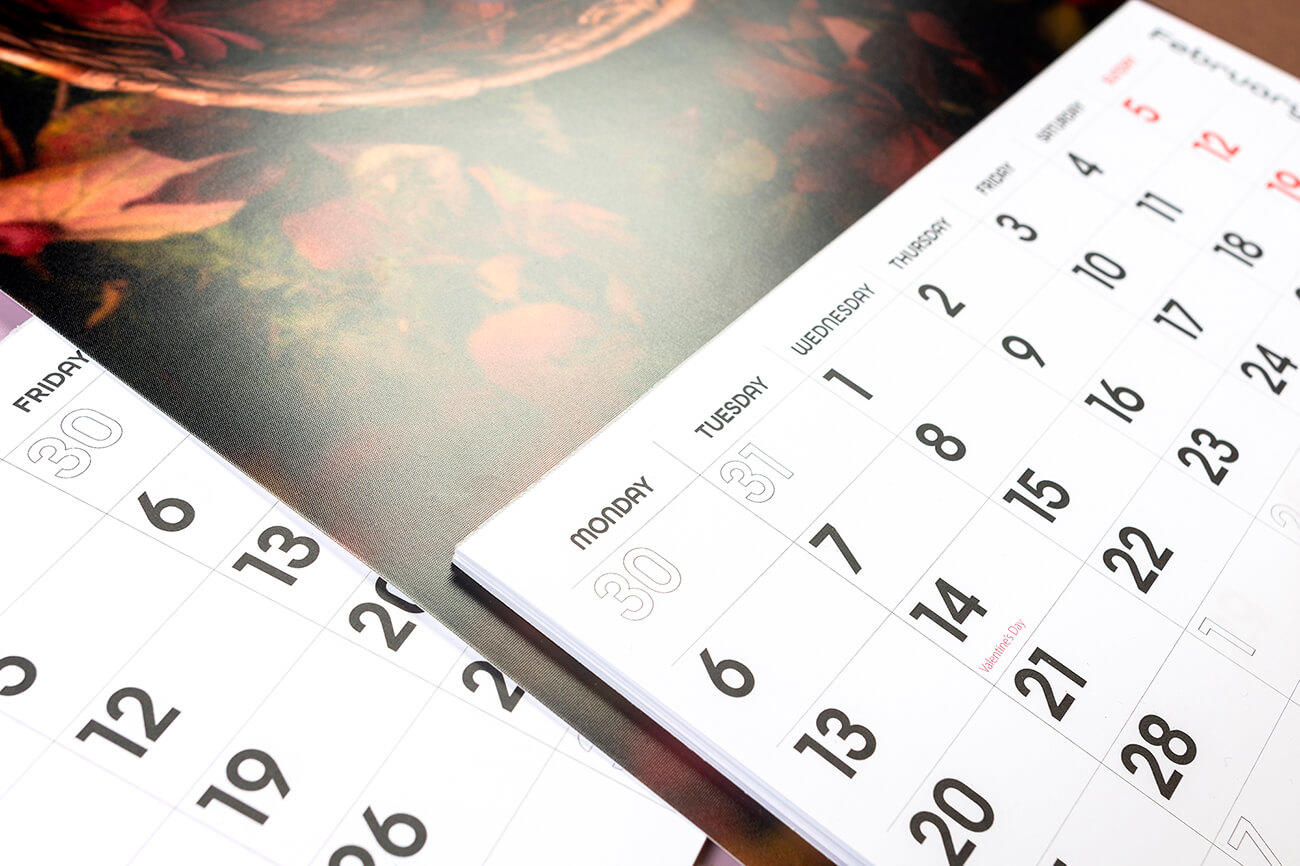 February
MONDAY TUESDAY WEDNESDAY THURSDAY FRIDAY SATURDAY SUNDAY
30 31 1 2 3 4 5
6 7 8 9 10 11 12
13 14 15 16 17 18 19
Valentine's Day
20 21 22 23 24
28 1
7
FRIDAY
30
6
12 13
19 20
26